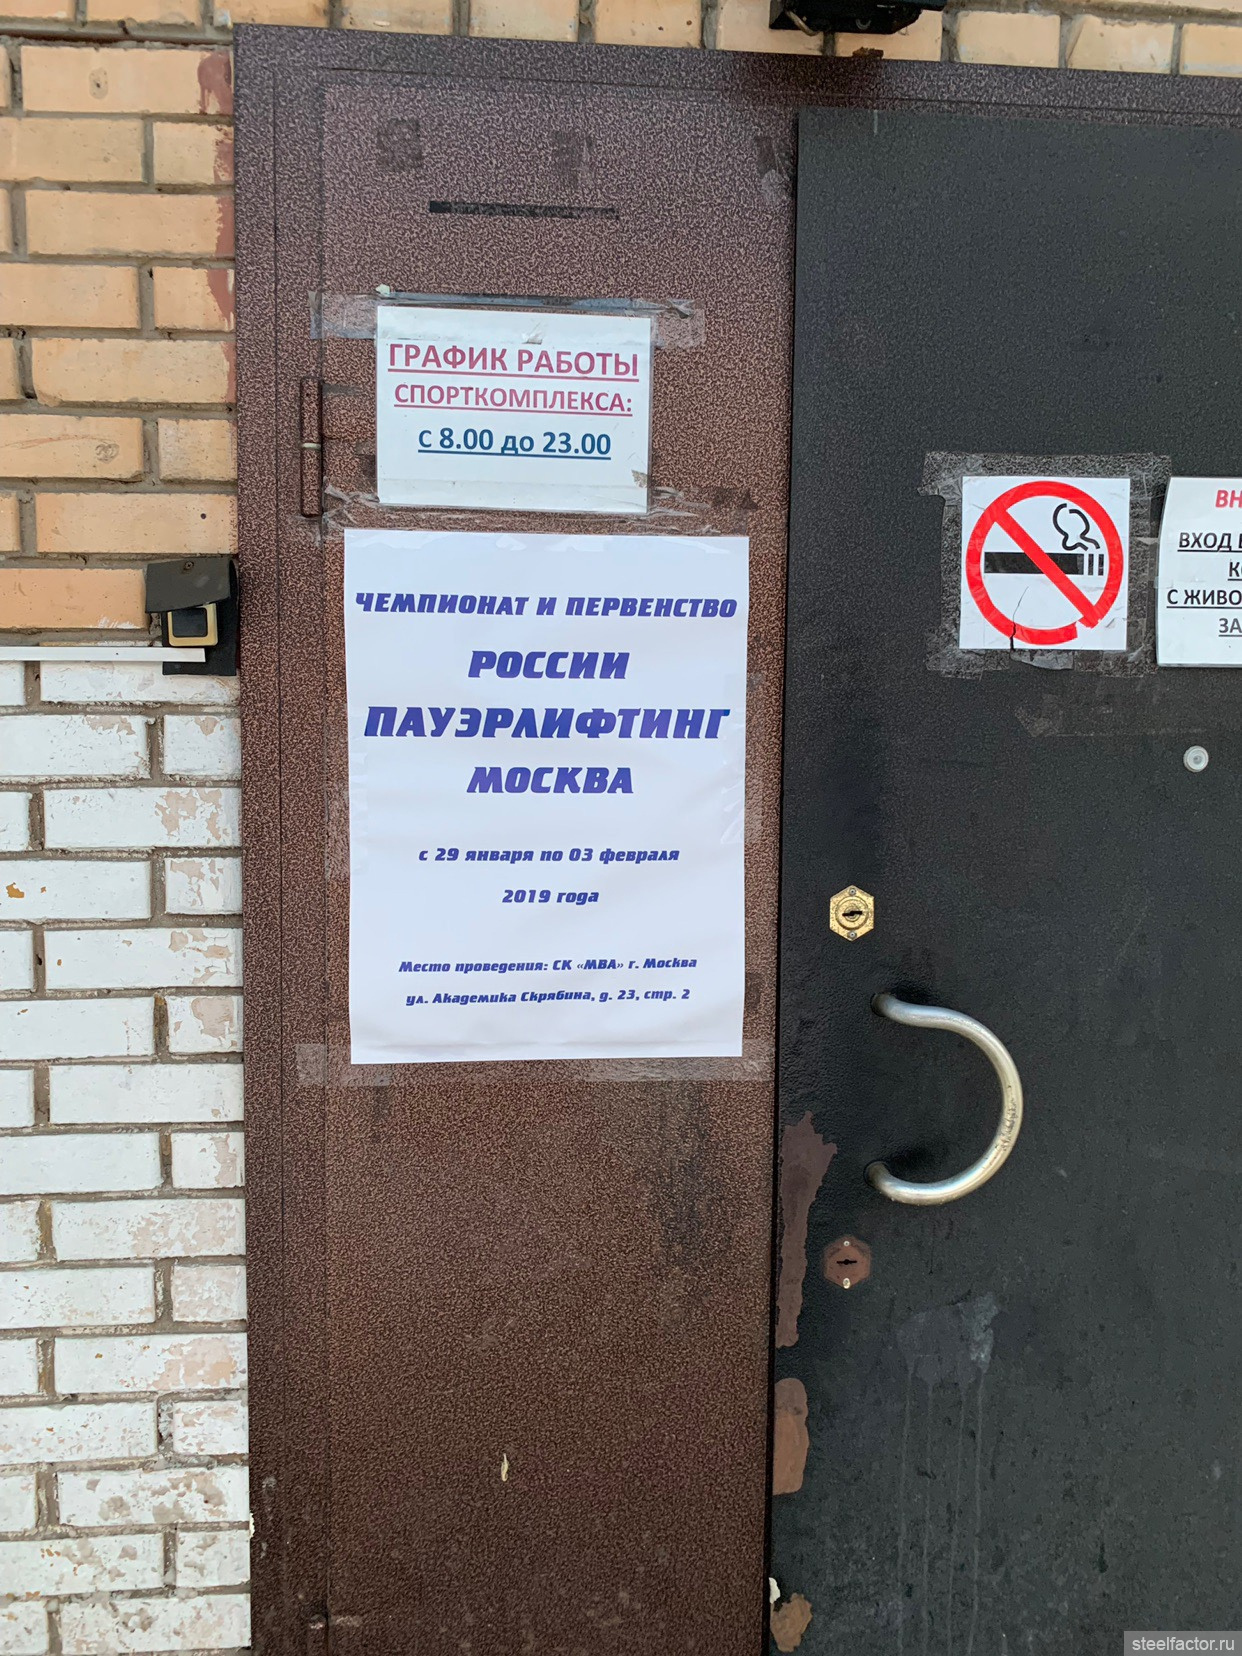 ГРАФИК РАБОТЫ
СПОРТКОМПЛЕКСА:
С 8.00 до 23.00
ЧЕМПИОНАТ И ПЕРВЕНСТВО
РОССИИ
ПАУЭРЛИФТИНГ
МОСКВА
с 29 января по 03 февраля
2019 года
Место проведения: СК «МВА» г. Москва
ул. Академика Скрябина, д. 23, стр. 2
ВХОД
С
steelfactor.ru